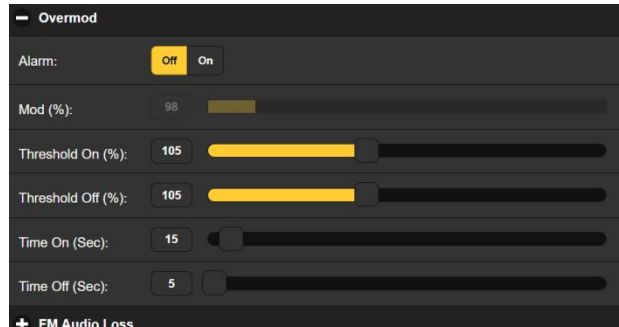 Overmod
Alarm: Off On
Mod (%): 98
Threshold On (%): 105
Threshold Off (%): 105
Time On (Sec): 15
Time Off (Sec): 5
FM Audio Loss